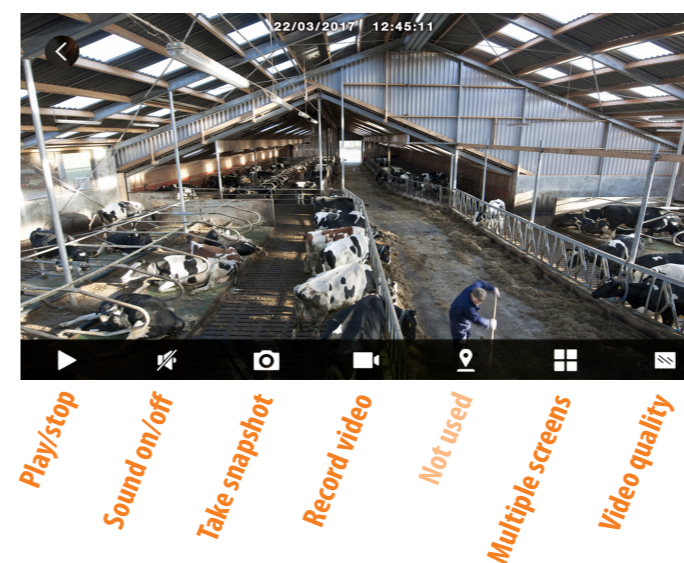 22/03/2017 12:45:11
Play/stop
Sound on/off
Take snapshot
Record video
Not used
Multiple screens
Video quality